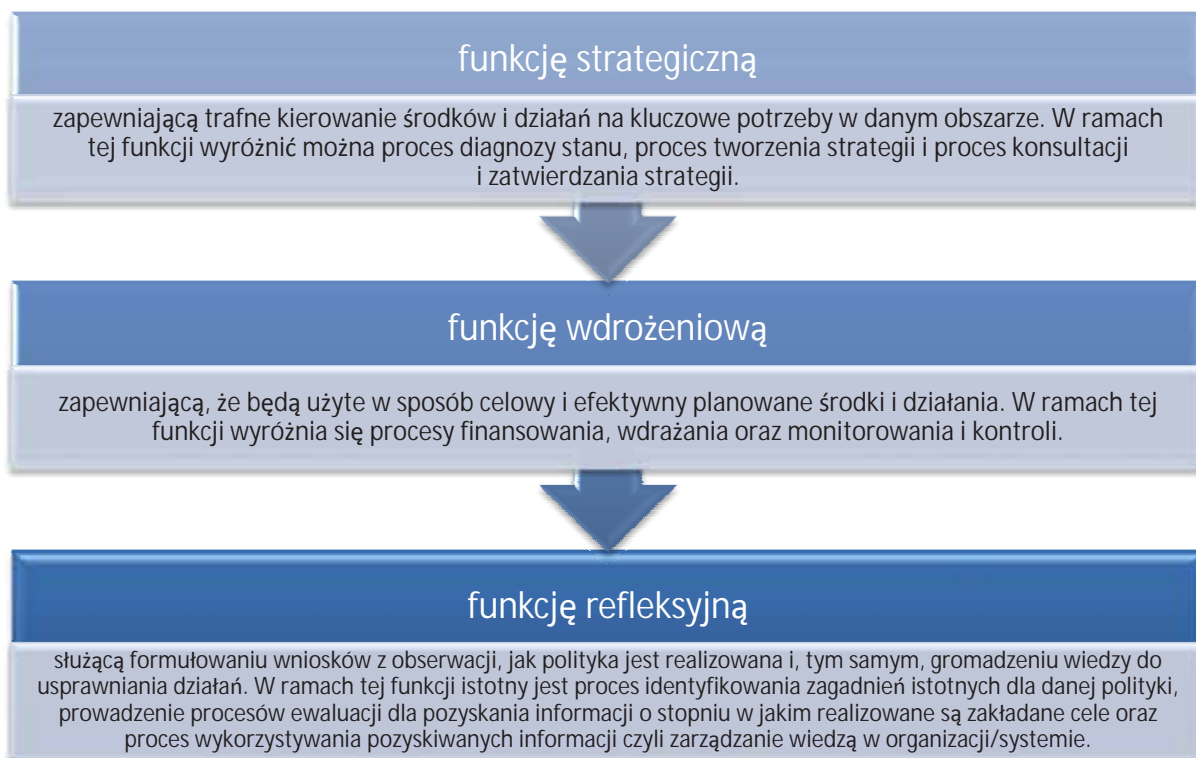 funkcję strategiczną
zapewniającą trafne kierowanie środków i działań na kluczowe potrzeby w danym obszarze. W ramach
tej funkcji wyróżnić można proces diagnozy stanu, proces tworzenia strategii i proces konsultacji
i zatwierdzania strategii.
funkcję wdrożeniową
zapewniającą, że będą użyte w sposób celowy i efektywny planowane środki i działania. W ramach tej
funkcji wyróżnia się procesy finansowania, wdrażania oraz monitorowania i kontroli.
funkcję refleksyjną
służącą formułowaniu wniosków z obserwacji, jak polityka jest realizowana i, tym samym, gromadzeniu wiedzy do
usprawniania działań. W ramach tej funkcji istotny jest proces identyfikowania zagadnień istotnych dla danej polityki,
prowadzenie procesów ewaluacji dla pozyskania informacji o stopniu w jakim realizowane są zakładane cele oraz
proces wykorzystywania pozyskiwanych informacji czyli zarządzanie wiedzą w organizacji/systemie.